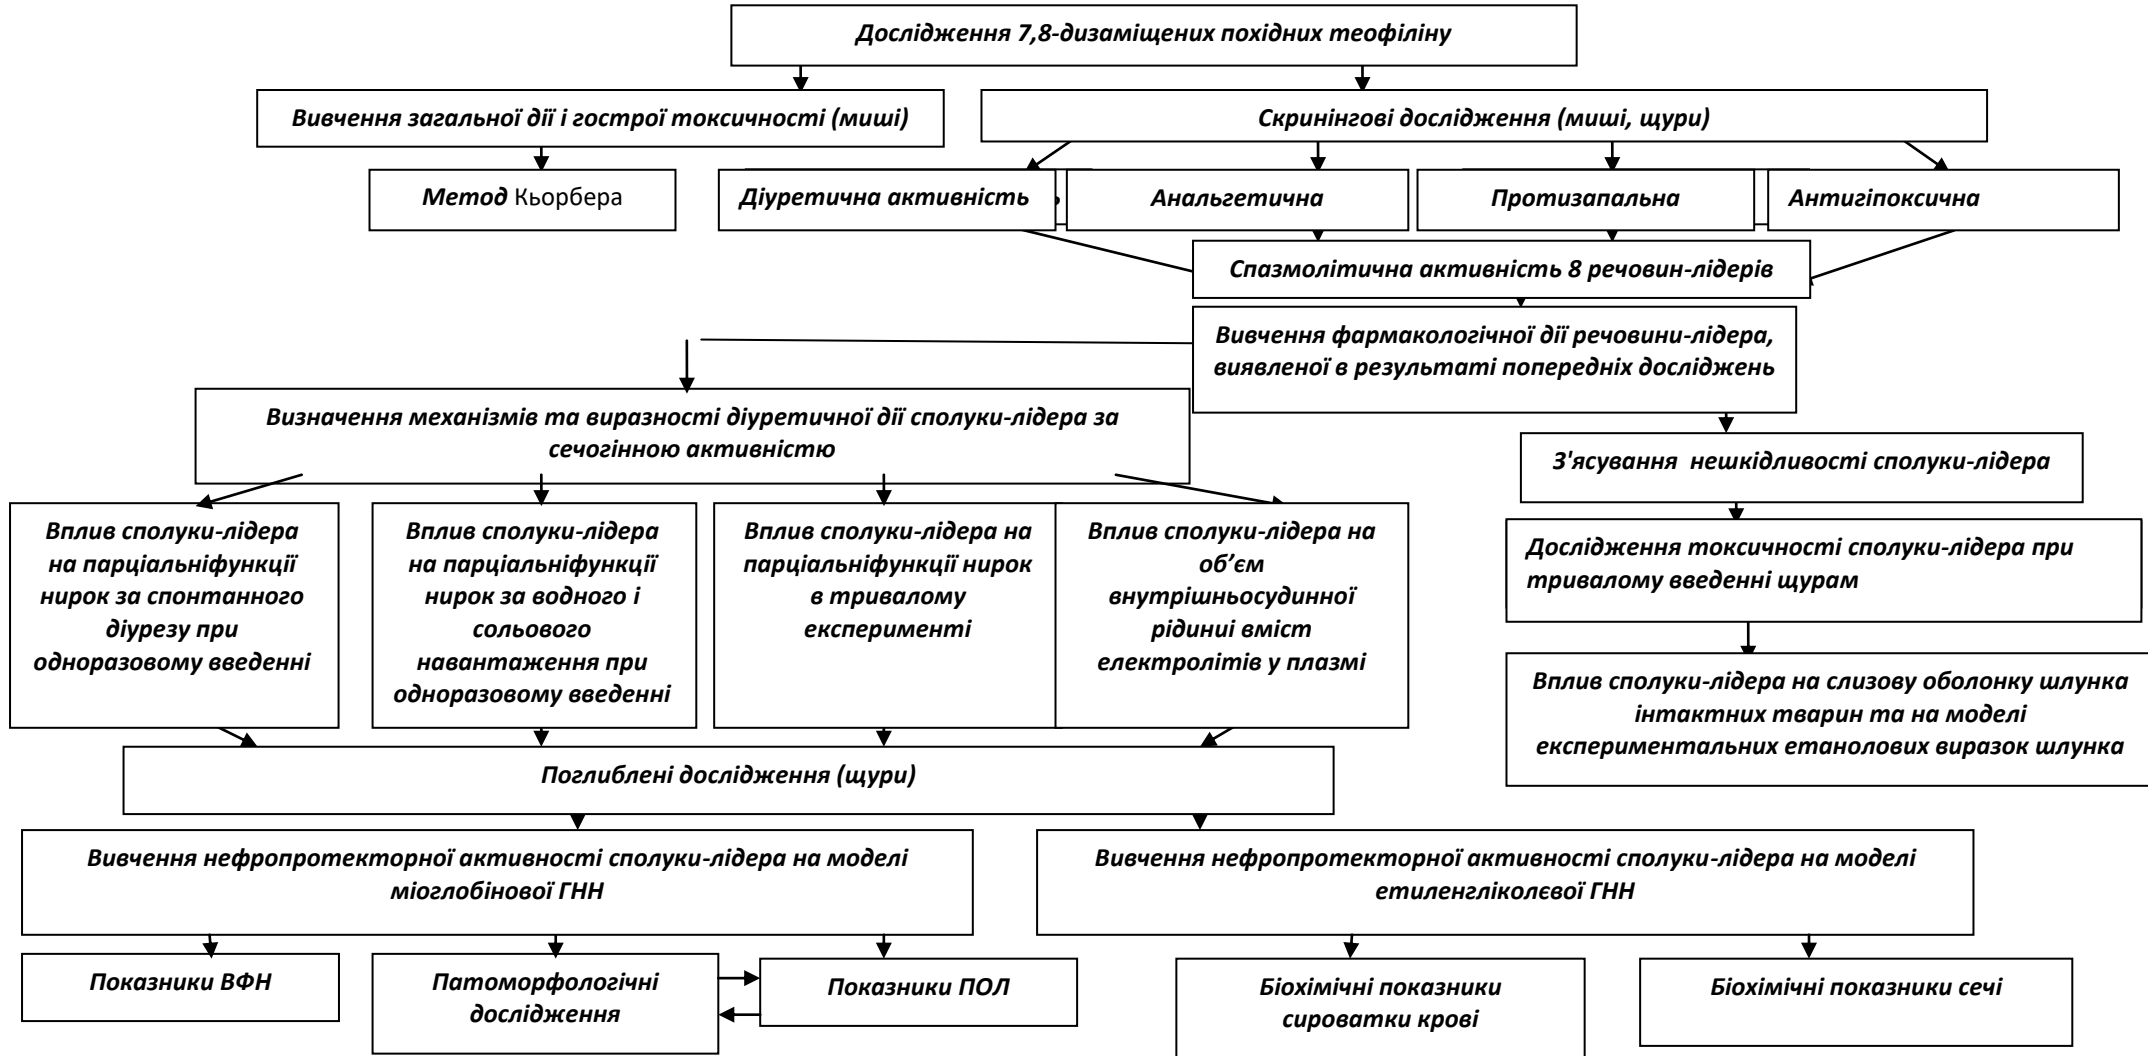 Дослідження 7,8-дизаміщених похідних теофіліну
Вивчення загальної дії і гострої токсичності (миші)
Скринінгові дослідження (миші, щури)
Метод Кьорбера
Діуретична активність
Анальгетична
Протизапальна
Антигіпоксична
Спазмолітична активність 8 речовин-лідерів
Вивчення фармакологічної дії речовини-лідера,
виявленої в результаті попередніх досліджень
Визначення механізмів та виразності діуретичної дії сполуки-лідера за
сечогінною активністю
З'ясування нешкідливості сполуки-лідера
Вплив сполуки-лідера
на парціальніфункції
нирок за спонтанного
діурезу при
одноразовому введенні
Вплив сполуки-лідера
на парціальніфункції
нирок за водного і
сольового
навантаження при
одноразовому введенні
Вплив сполуки-лідера на
парціальніфункції нирок
в тривалому
експерименті
Вплив сполуки-лідера на
об’єм
внутрішньосудинної
рідиниі вміст
електролітів у плазмі
Дослідження токсичності сполуки-лідера при
тривалому введенні щурам
Вплив сполуки-лідера на слизову оболонку шлунка
інтактних тварин та на моделі
експериментальних етанолових виразок шлунка
Поглиблені дослідження (щури)
Вивчення нефропротекторної активності сполуки-лідера на моделі
міоглобінової ГНН
Вивчення нефропротекторної активності сполуки-лідера на моделі
етиленгліколєвої ГНН
Показники ВФН
Патоморфологічні
дослідження
Показники ПОЛ
Біохімічні показники
сироватки крові
Біохімічні показники сечі